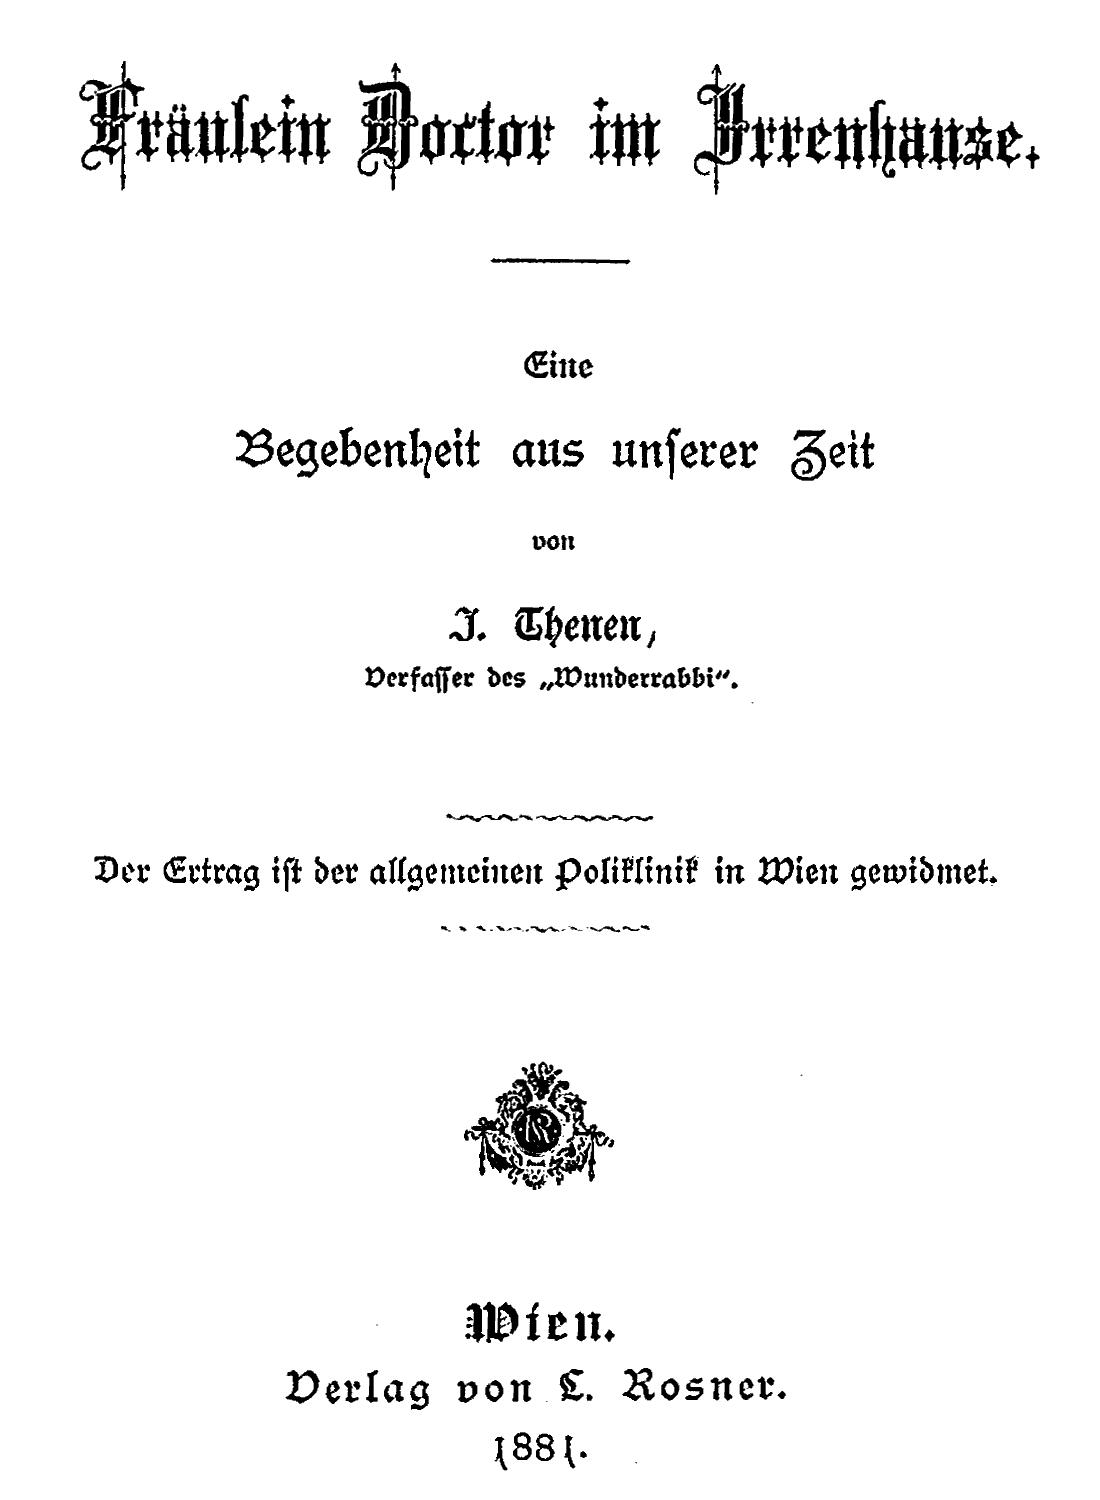 Fräulein Doctor im Irrenhause.
Eine
Begebenheit aus unserer Zeit
von
J. Thenen,
Verfasser des „Wunderrabbi“.
Der Ertrag ist der allgemeinen Poliklinik in Wien gewidmet.
Wien.
Verlag von L. Rosner.
1881.